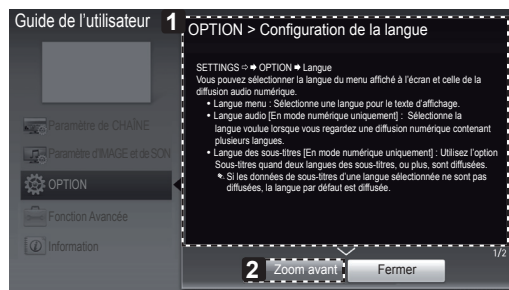 Guide de l'utilisateur
1
OPTION > Configuration de la langue
SETTINGS ⇨ ➡ OPTION ➡ Langue
Vous pouvez sélectionner la langue du menu affiché à l'écran et celle de la
diffusion audio numérique.
• Langue menu : Sélectionne une langue pour le texte d'affichage.
• Langue audio [En mode numérique uniquement] : Sélectionne la
langue voulue lorsque vous regardez une diffusion numérique contenant
plusieurs langues.
• Langue des sous-titres [En mode numérique uniquement] : Utilisez l'option
Sous-titres quand deux langues des sous-titres, ou plus, sont diffusées.
✎ Si les données de sous-titres d'une langue sélectionnée ne sont pas
diffusées, la langue par défaut est diffusée.
Paramètre de CHAÎNE
Paramètre d'IMAGE et de SON
OPTION
Fonction Avancée
Information
1/2
2
Zoom avant
Fermer